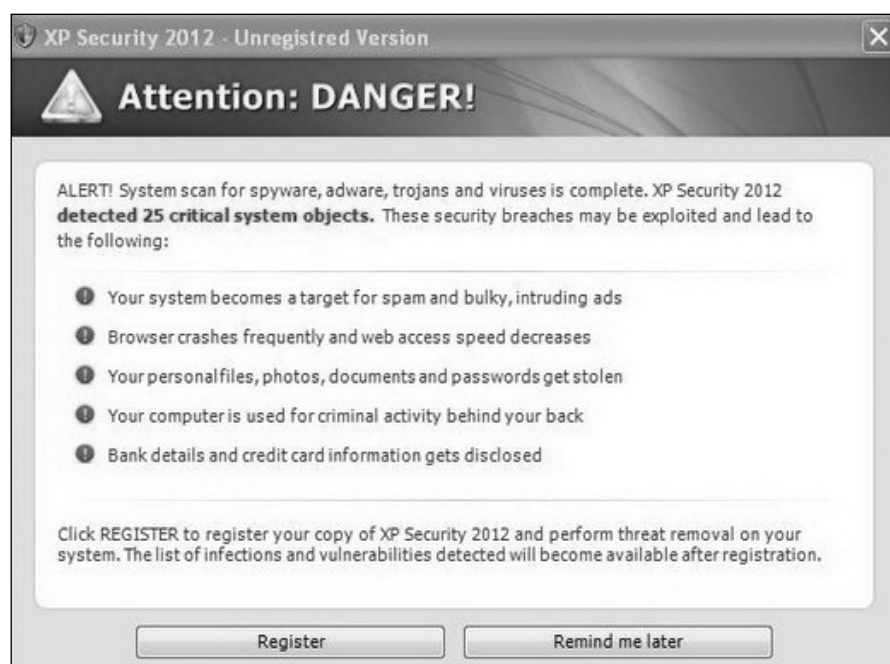 XP Security 2012 - Unregistred Version
Attention: DANGER!
ALERT! System scan for spyware, adware, trojans and viruses is complete. XP Security 2012
detected 25 critical system objects. These security breaches may be exploited and lead to
the following:
Your system becomes a target for spam and bulky, intruding ads
Browser crashes frequently and web access speed decreases
Your personal files, photos, documents and passwords get stolen
Your computer is used for criminal activity behind your back
Bank details and credit card information gets disclosed
Click REGISTER to register your copy of XP Security 2012 and perform threat removal on your
system. The list of infections and vulnerabilities detected will become available after registration.
Register
Remind me later